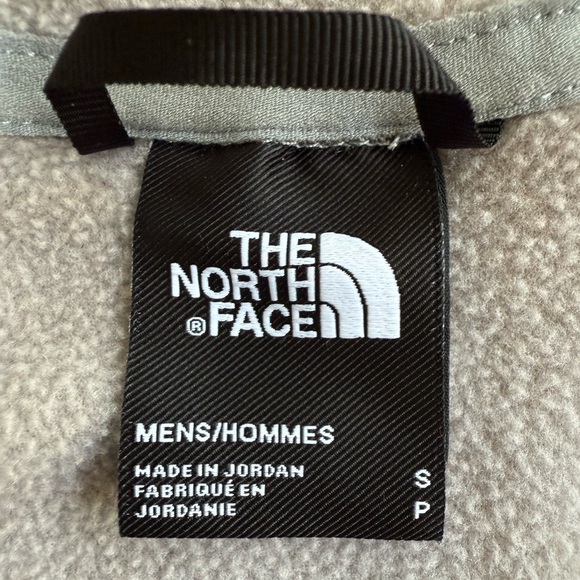 THE
NORTH
® FACE
MENS/HOMMES
MADE IN JORDAN
FABRIQUÉ EN
JORDANIE
S
P